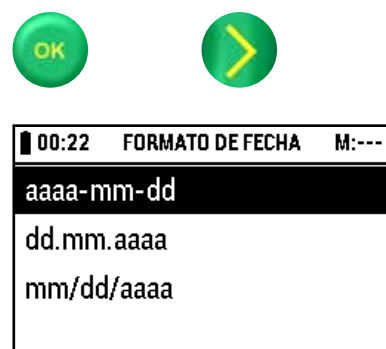 OK
00:22 FORMATO DE FECHA M:---
aaaa-mm-dd
dd.mm.aaaa
mm/dd/aaaa